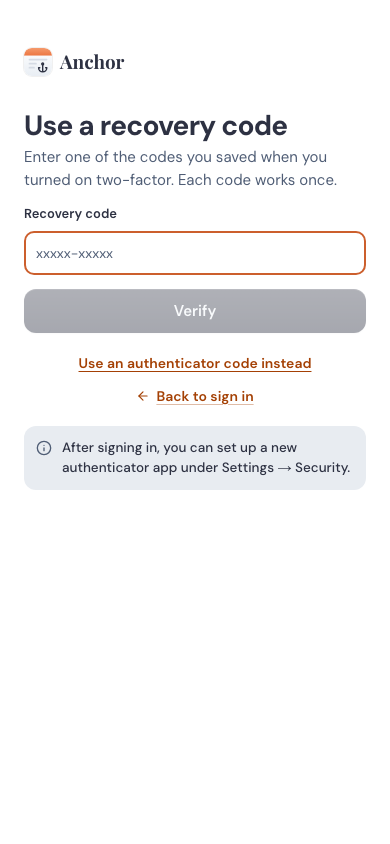 Anchor
Use a recovery code
Enter one of the codes you saved when you
turned on two-factor. Each code works once.
Recovery code
xxxxx-xxxxx
Verify
Use an authenticator code instead
← Back to sign in
After signing in, you can set up a new
authenticator app under Settings → Security.